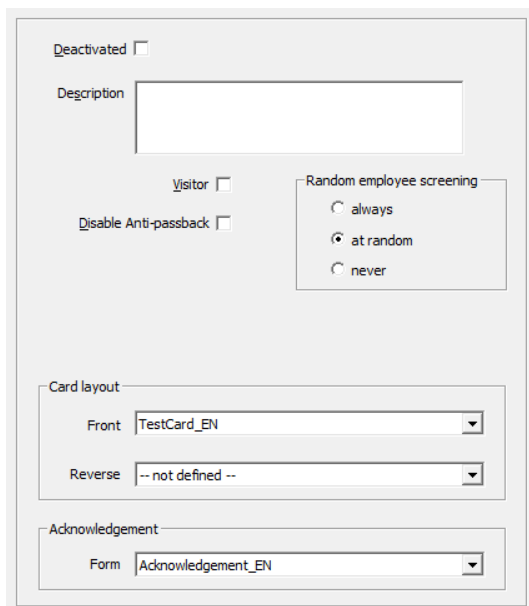 Deactivated
Description
Visitor
Random employee screening
always
Disable Anti-passback
at random
never
Card layout
Front TestCard_EN
Reverse -- not defined --
Acknowledgement
Form Acknowledgement_EN